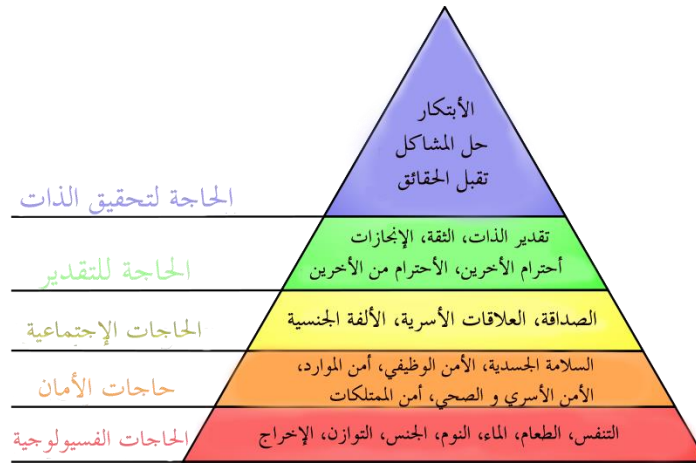 الأبتكار
حل المشاكل
تقبل الحقائق
الحاجة لتحقيق الذات
تقدير الذات، الثقة، الإنجازات
أحترام الأخرين، الأحترام من الأخرين
الحاجة للتقدير
الصداقة، العلاقات الأسرية، الألفة الجنسية
الحاجات الإجتماعية
السلامة الجسدية، الأمن الوظيفي، أمن الموارد،
الأمن الأسري و الصحي، أمن الممتلكات
حاجات الأمان
التنفس، الطعام، الماء، النوم، الجنس، التوازن، الإخراج
الحاجات الفسيولوجية